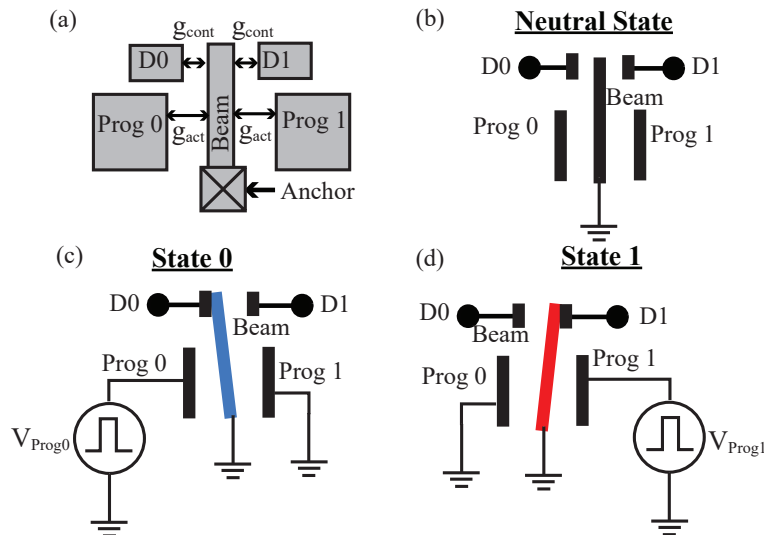 (a)
g_cont g_cont
D0 D1
Prog 0 Prog 1
g_act g_act
Beam
Anchor
(b)
Neutral State
D0 D1
Beam
Prog 0
Prog 1
(c)
State 0
D0 D1
Beam
Prog 0
Prog 1
V_Prog0
(d)
State 1
D0 D1
Beam
Prog 1
Prog 0
V_Prog1